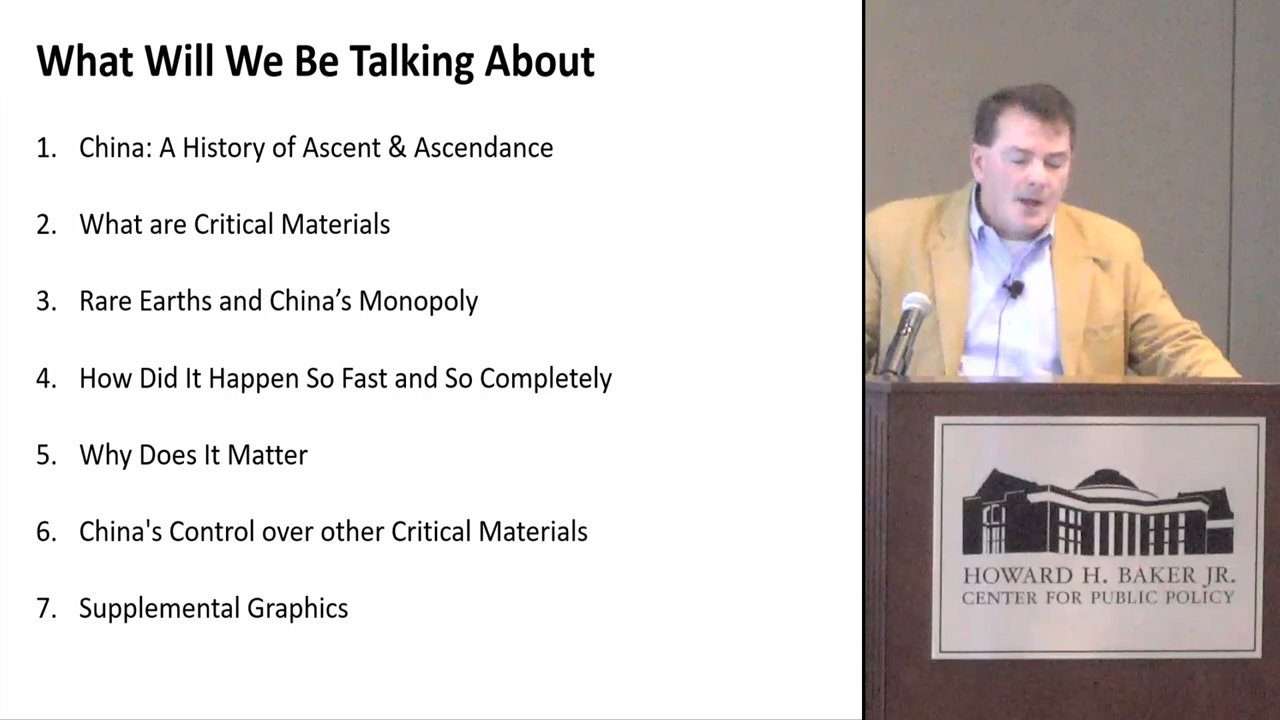 What Will We Be Talking About
1. China: A History of Ascent & Ascendance
2. What are Critical Materials
3. Rare Earths and China’s Monopoly
4. How Did It Happen So Fast and So Completely
5. Why Does It Matter
6. China's Control over other Critical Materials
7. Supplemental Graphics
HOWARD H. BAKER JR.
CENTER FOR PUBLIC POLICY